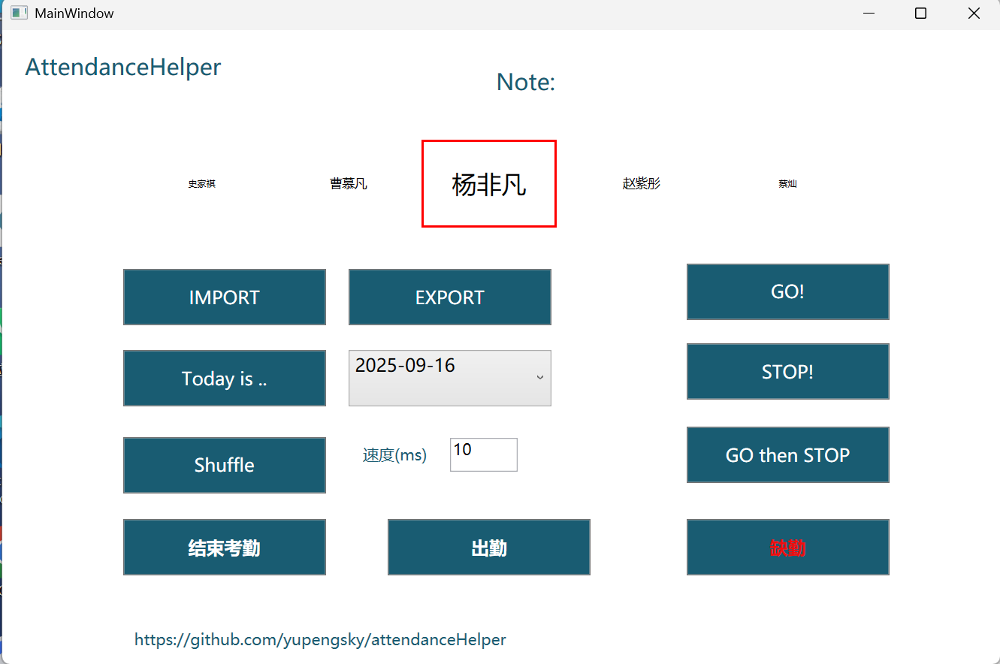 MainWindow
AttendanceHelper
Note:
史家祺
曹慕凡
杨非凡
赵紫彤
蔡灿
IMPORT
EXPORT
GO!
Today is ..
2025-09-16
STOP!
Shuffle
速度(ms)
10
GO then STOP
结束考勤
出勤
缺勤
https://github.com/yupengsky/attendanceHelper